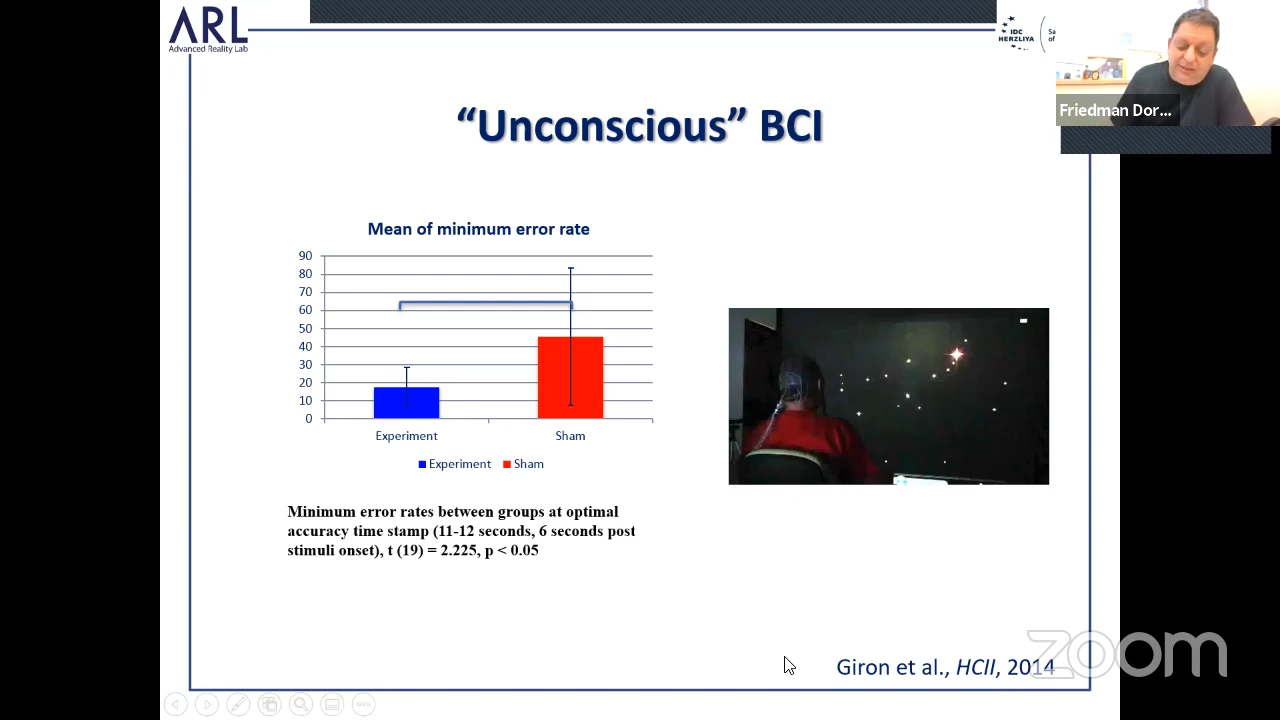 ARL
Advanced Reality Lab
IDC
HERZLIYA
Sa
of
Friedman Dor...
“Unconscious” BCI
Mean of minimum error rate
90
80
70
60
50
40
30
20
10
0
Experiment
Sham
Experiment
Sham
Minimum error rates between groups at optimal
accuracy time stamp (11-12 seconds, 6 seconds post
stimuli onset), t (19) = 2.225, p < 0.05
Giron et al., HCII, 2014
zoom